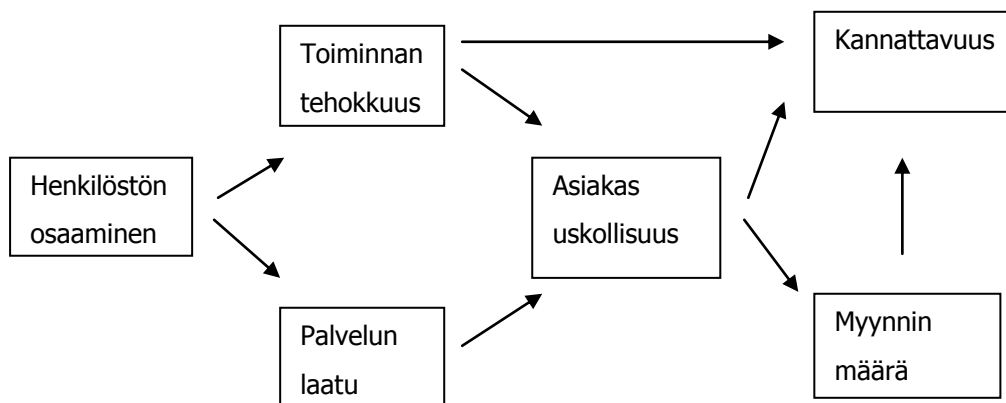 Toiminnan
tehokkuus
Kannattavuus
Henkilöstön
osaaminen
Asiakas
uskollisuus
Palvelun
laatu
Myynnin
määrä